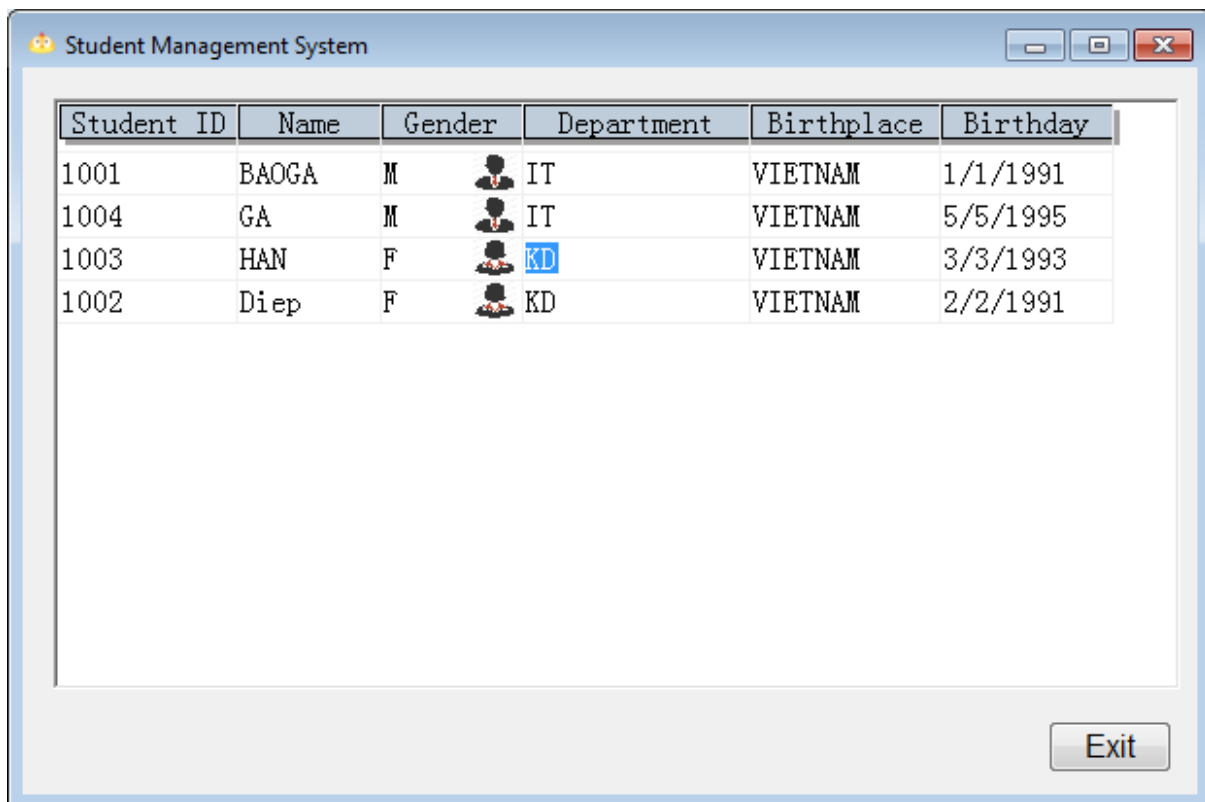 Student Management System
Student ID Name Gender Department Birthplace Birthday
1001 BAOGA M IT VIETNAM 1/1/1991
1004 GA M IT VIETNAM 5/5/1995
1003 HAN F KD VIETNAM 3/3/1993
1002 Diep F KD VIETNAM 2/2/1991
Exit